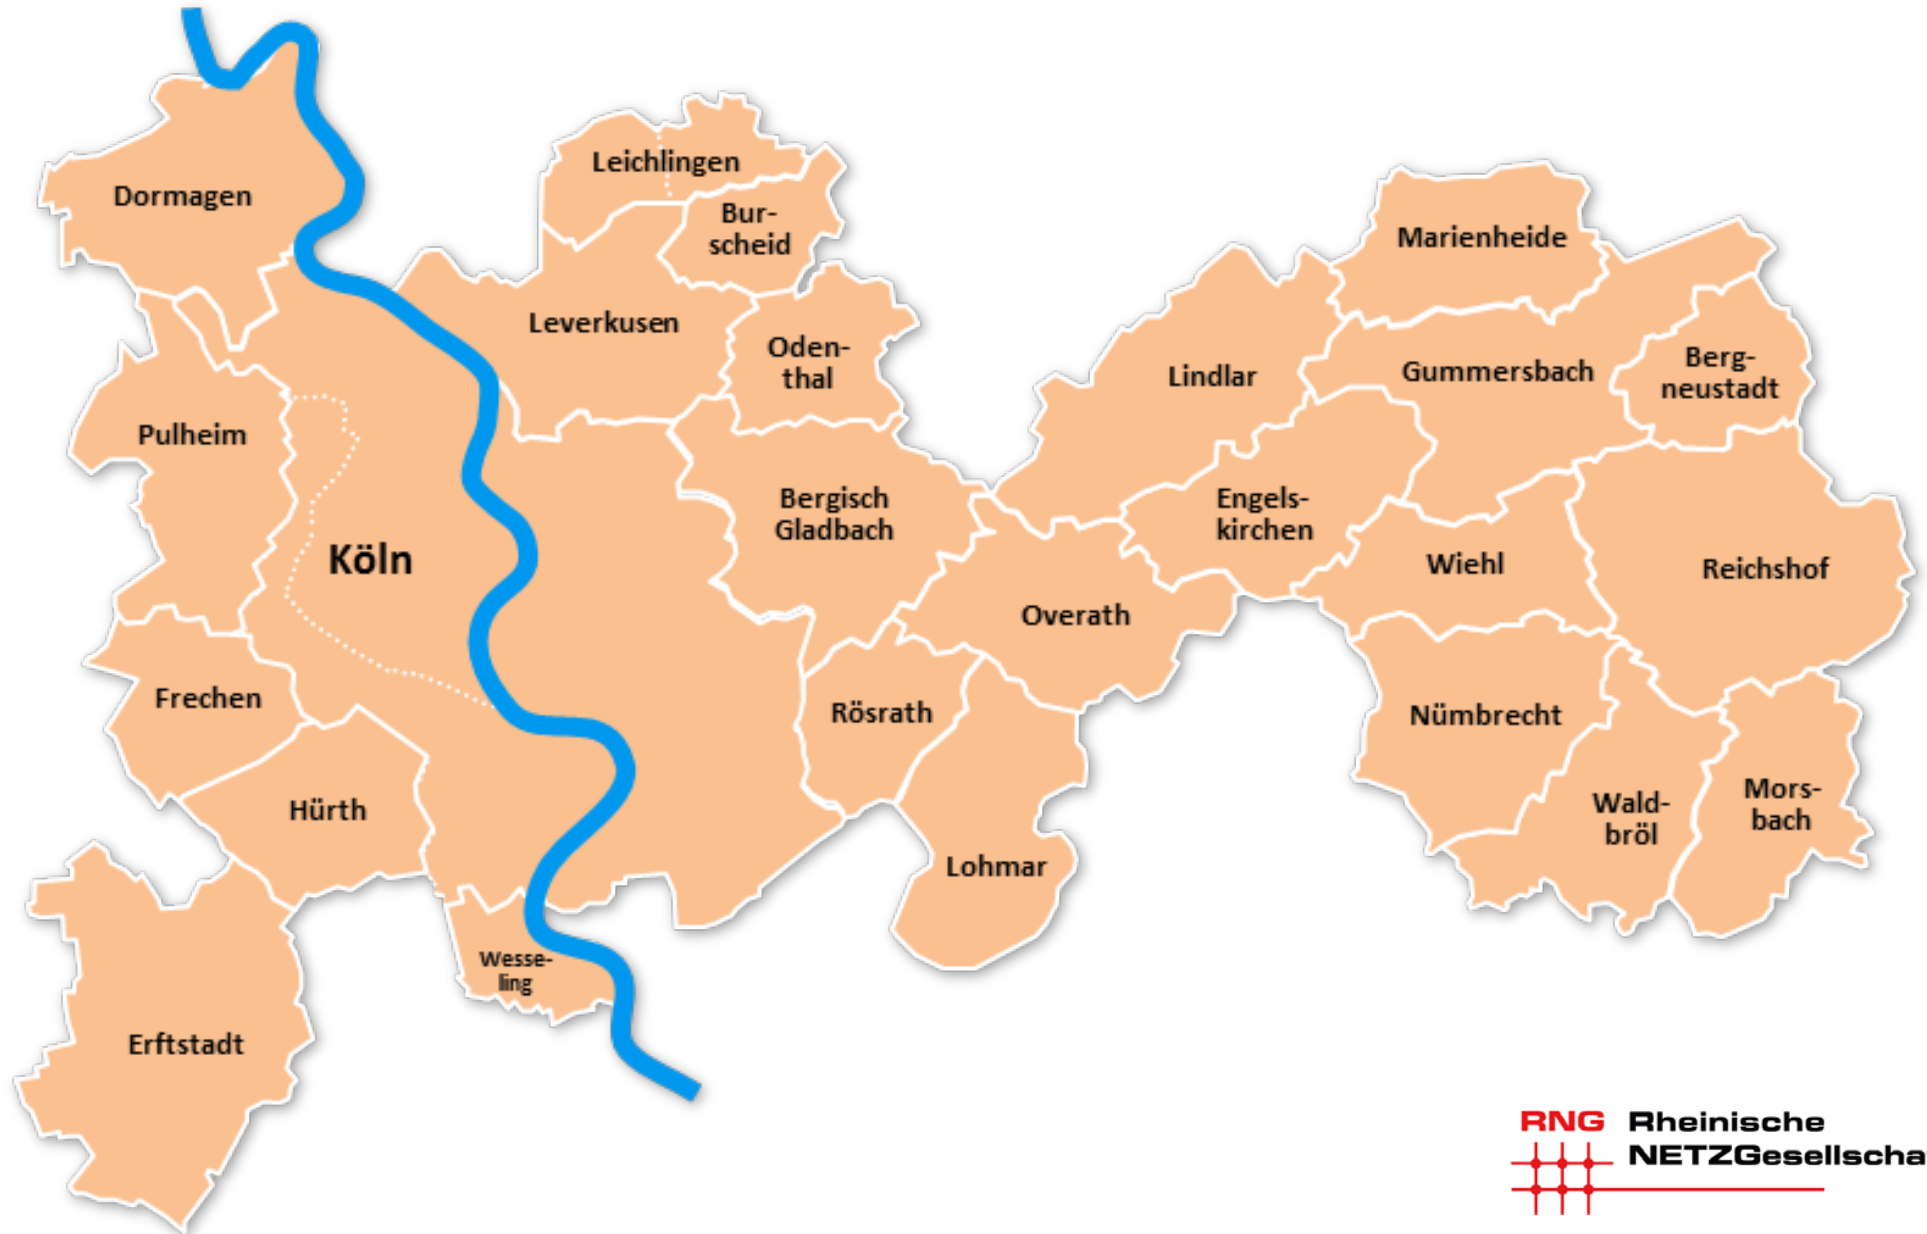 Dormagen
Leichlingen
Bur-
scheid
Marienheide
Leverkusen
Oden-
thal
Lindlar
Gummersbach
Berg-
neustadt
Pulheim
Bergisch
Gladbach
Engels-
kirchen
Köln
Wiehl
Reichshof
Overath
Frechen
Rösrath
Nümbrecht
Hürth
Wald-
bröl
Mors-
bach
Lohmar
Wesse-
ling
Erftstadt
RNG Rheinische
NETZGesellscha